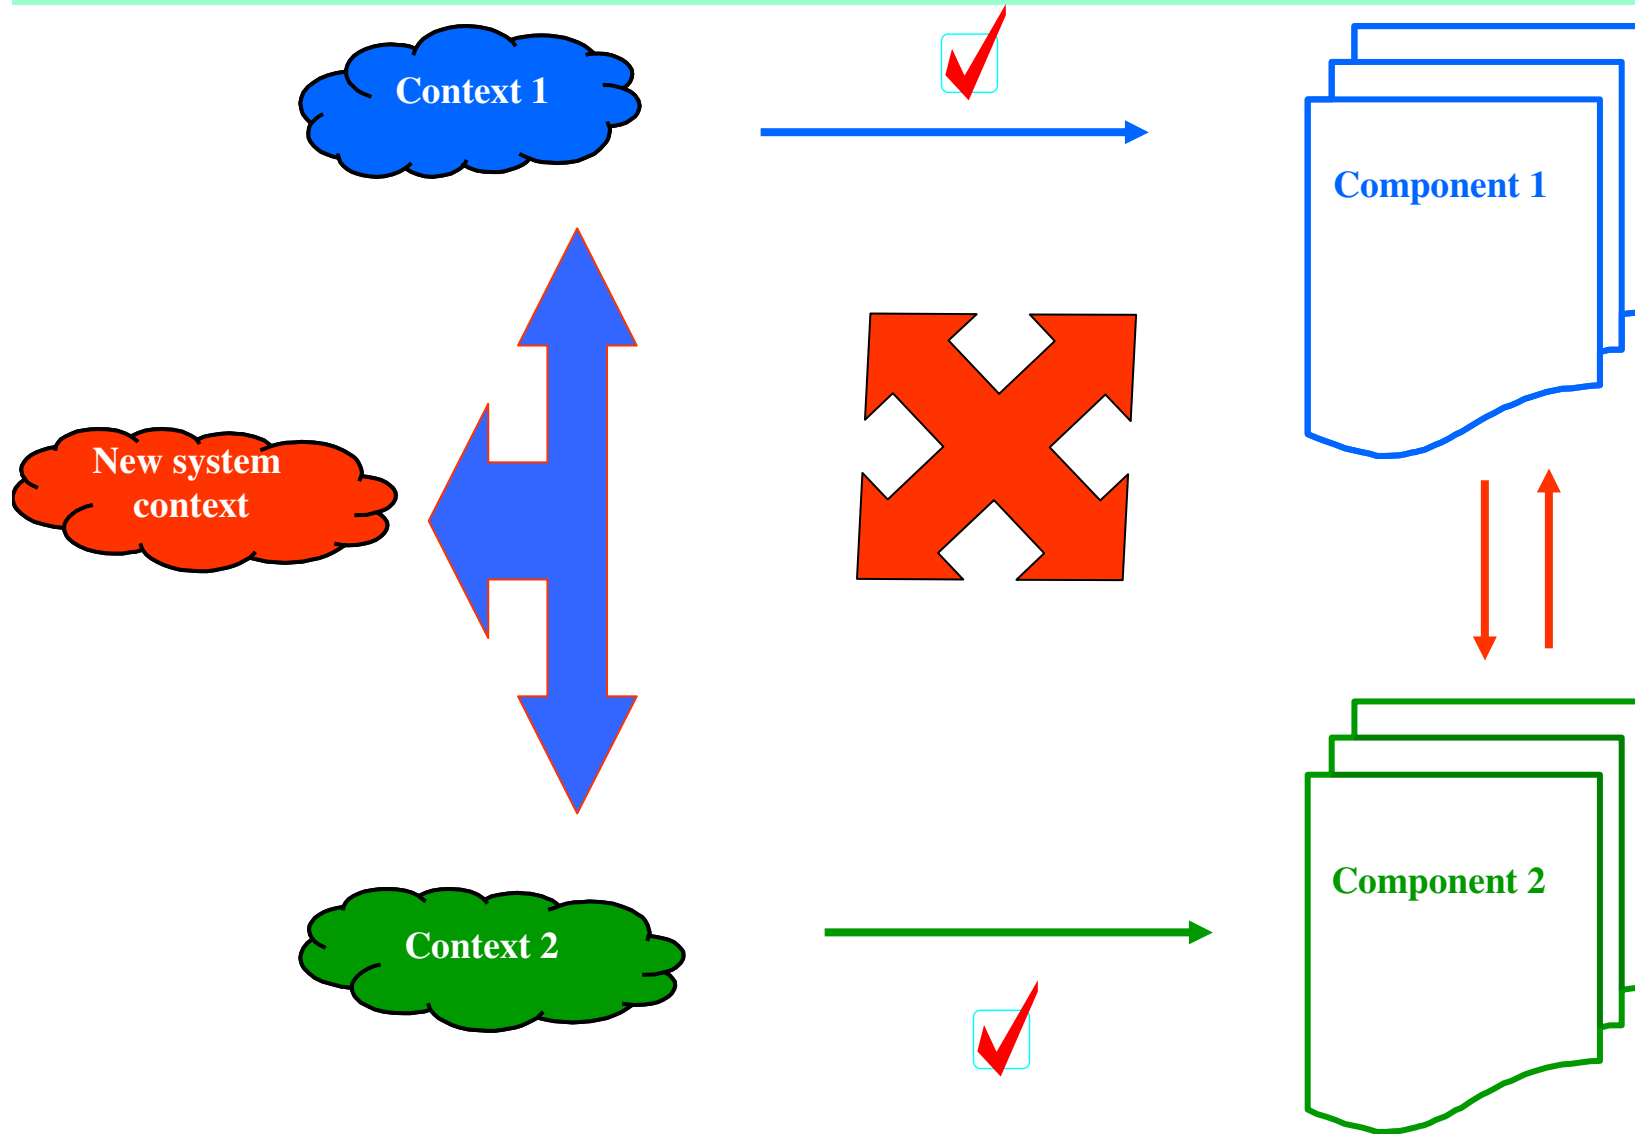 Context 1
Component 1
New system
context
Component 2
Context 2